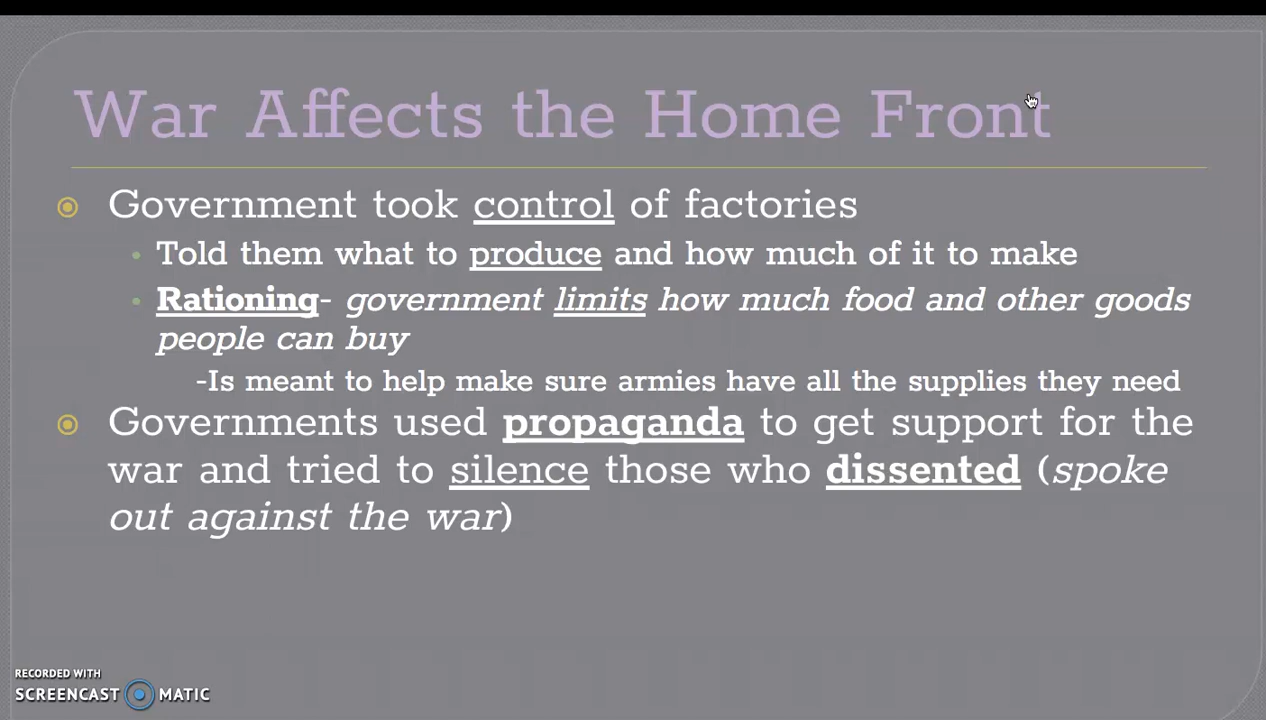 War Affects the Home Front
Government took control of factories
Told them what to produce and how much of it to make
Rationing- government limits how much food and other goods
people can buy
-Is meant to help make sure armies have all the supplies they need
Governments used propaganda to get support for the
war and tried to silence those who dissented (spoke
out against the war)
RECORDED WITH
SCREENCAST MATIC